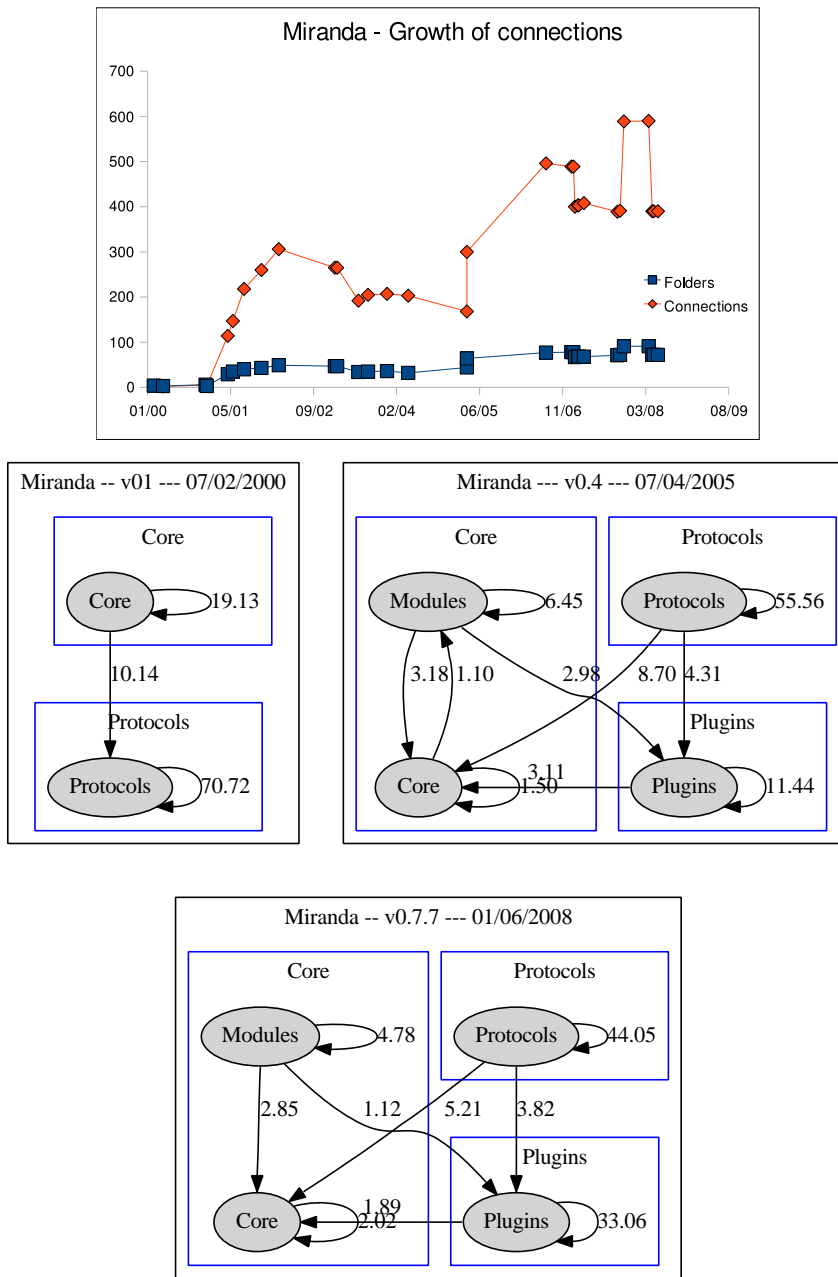 Miranda - Growth of connections
700
600
500
400
300
200
100
0
Folders
Connections
01/00 05/01 09/02 02/04 06/05 11/06 03/08 08/09
Miranda -- v01 --- 07/02/2000
Core
Core
19.13
10.14
Protocols
Protocols
70.72
Miranda --- v0.4 --- 07/04/2005
Core
Protocols
Modules
6.45
Protocols
55.56
3.18
1.10
2.98
8.70
4.31
Plugins
Core
1.50
3.11
Plugins
11.44
Miranda -- v0.7.7 --- 01/06/2008
Core
Protocols
Modules
4.78
Protocols
44.05
2.85
1.12
5.21
3.82
Plugins
Core
2.02
1.89
Plugins
33.06